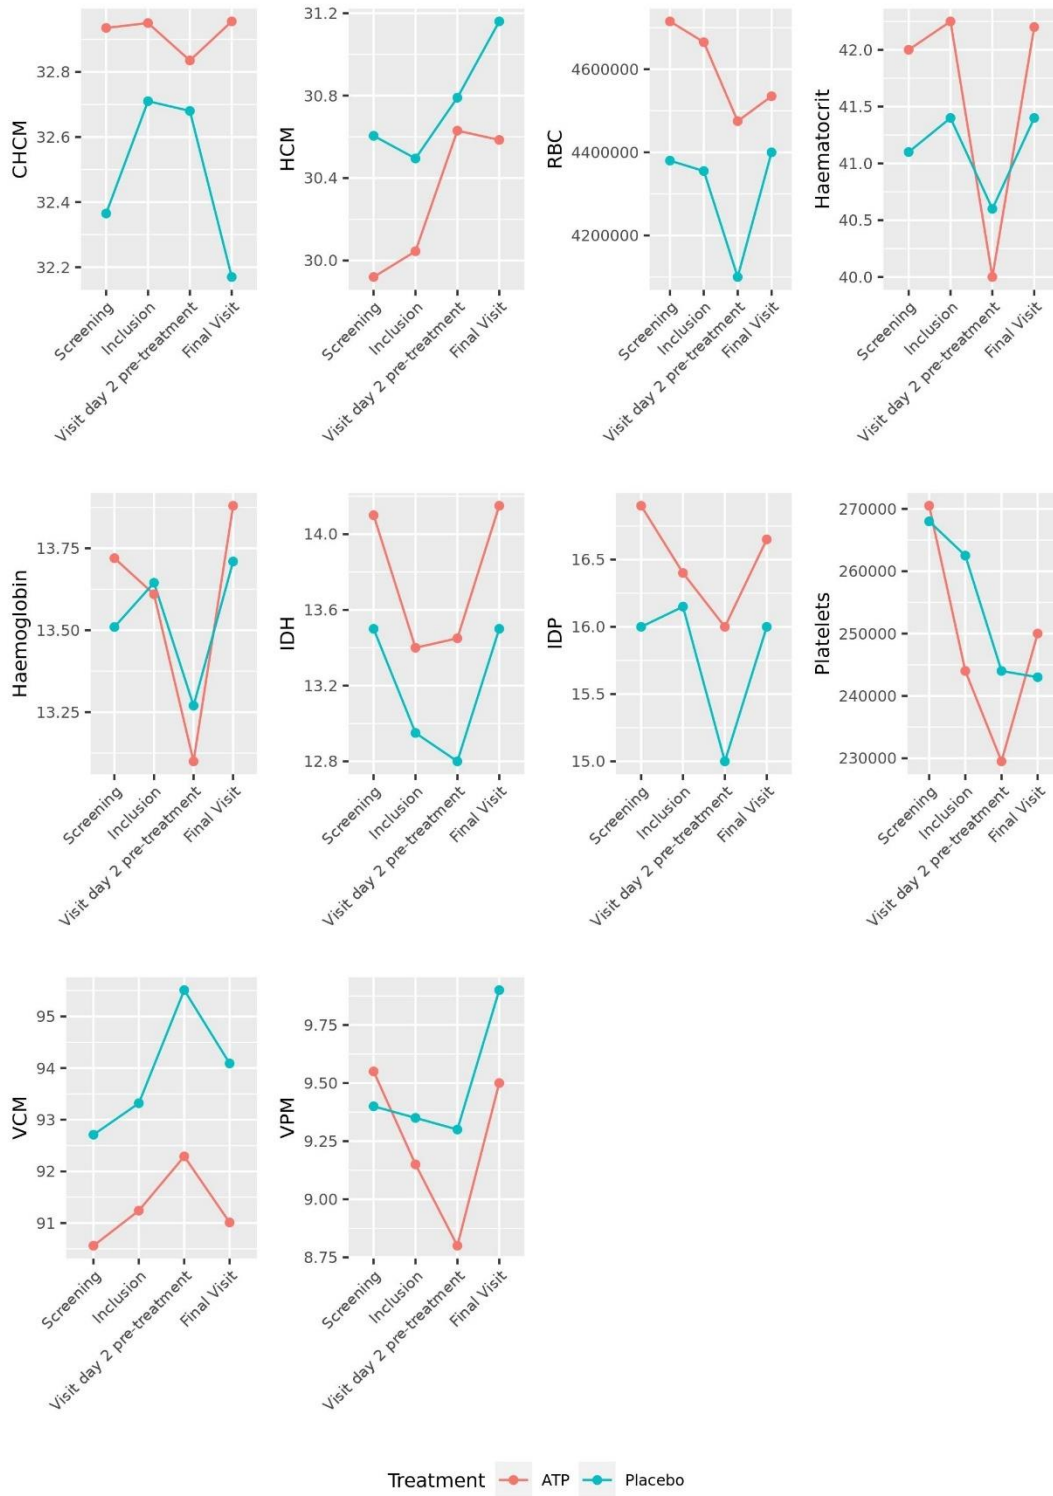 CHCM
32.8
32.6
32.4
32.2
Screening
Inclusion
Visit day 2 pre-treatment
Final Visit
HCM
31.2
30.8
30.4
30.0
Screening
Inclusion
Visit day 2 pre-treatment
Final Visit
RBC
4600000
4400000
4200000
Screening
Inclusion
Visit day 2 pre-treatment
Final Visit
Haematocrit
42.0
41.5
41.0
40.5
40.0
Screening
Inclusion
Visit day 2 pre-treatment
Final Visit
Haemoglobin
13.75
13.50
13.25
Screening
Inclusion
Visit day 2 pre-treatment
Final Visit
IDH
14.0
13.6
13.2
12.8
Screening
Inclusion
Visit day 2 pre-treatment
Final Visit
IDP
16.5
16.0
15.5
15.0
Screening
Inclusion
Visit day 2 pre-treatment
Final Visit
Platelets
270000
260000
250000
240000
230000
Screening
Inclusion
Visit day 2 pre-treatment
Final Visit
VCM
95
94
93
92
91
Screening
Inclusion
Visit day 2 pre-treatment
Final Visit
VPM
9.75
9.50
9.25
9.00
8.75
Screening
Inclusion
Visit day 2 pre-treatment
Final Visit
Treatment ATP Placebo